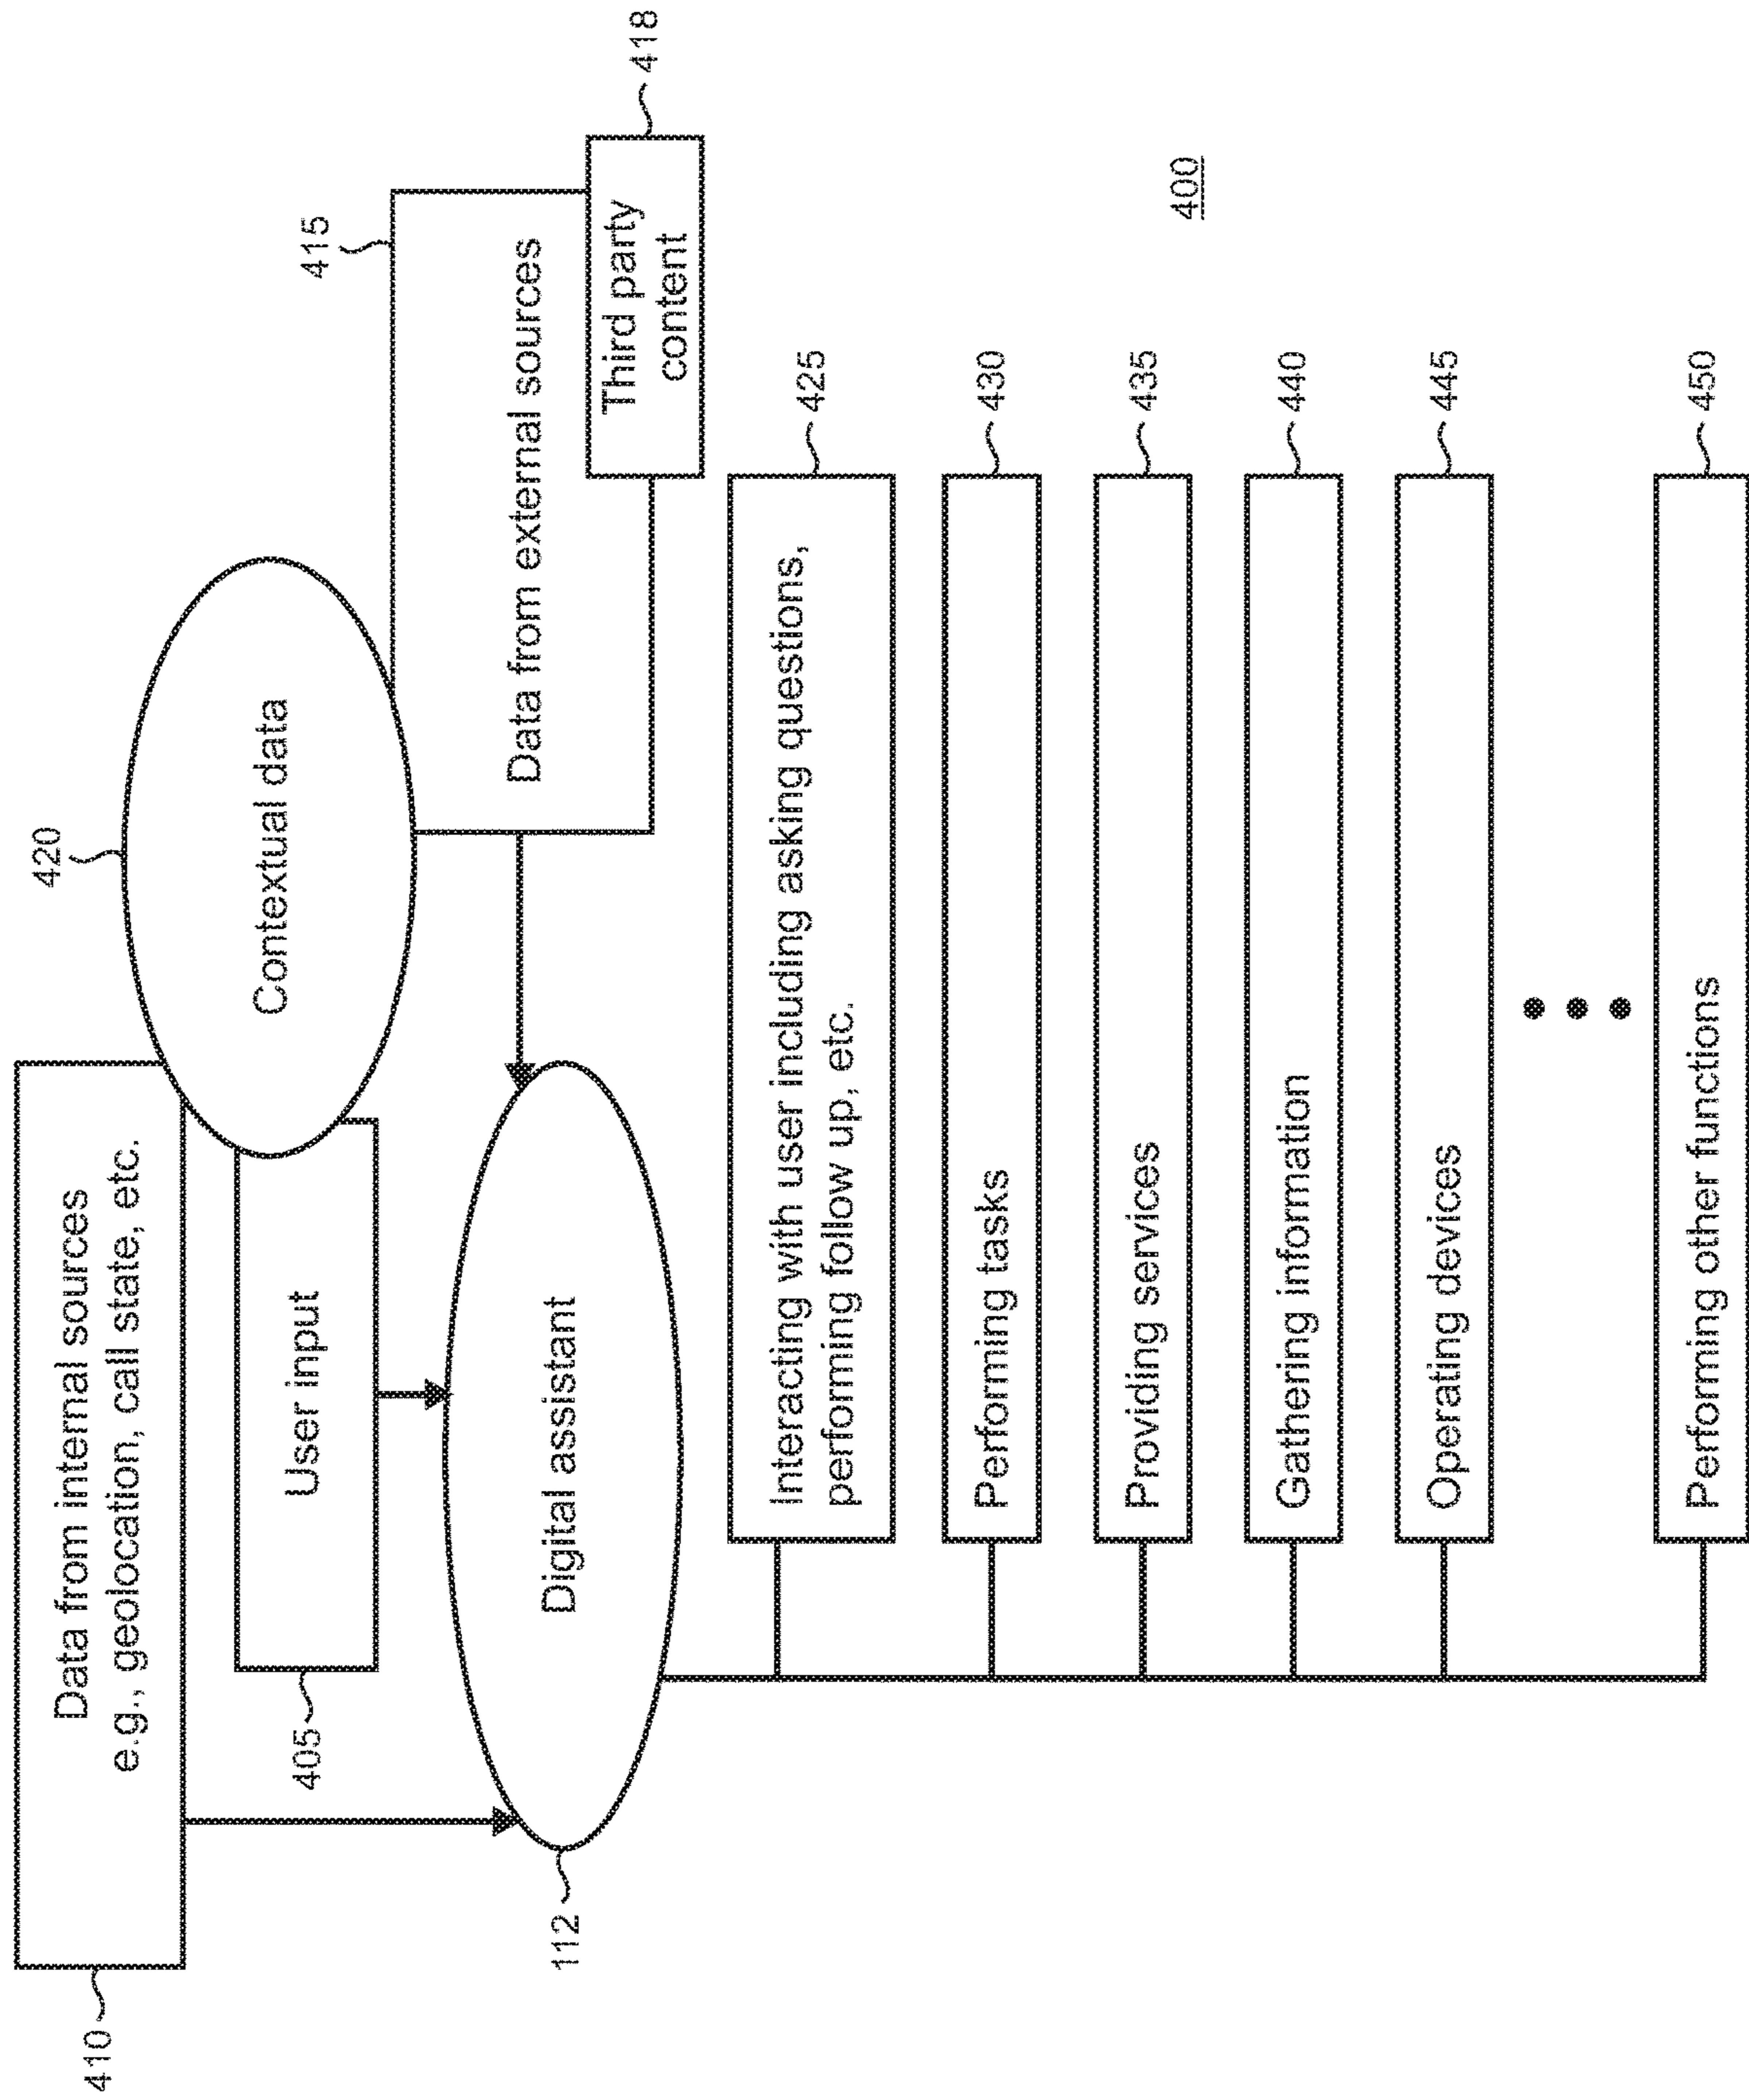 420
410
Data from internal sources
e.g., geolocation, call state, etc.
Contextual data
415
405
User input
Data from external sources
418
Third party
content
112
Digital assistant
400
Interacting with user including asking questions,
performing follow up, etc.
425
Performing tasks
430
Providing services
435
Gathering information
440
Operating devices
445
Performing other functions
450